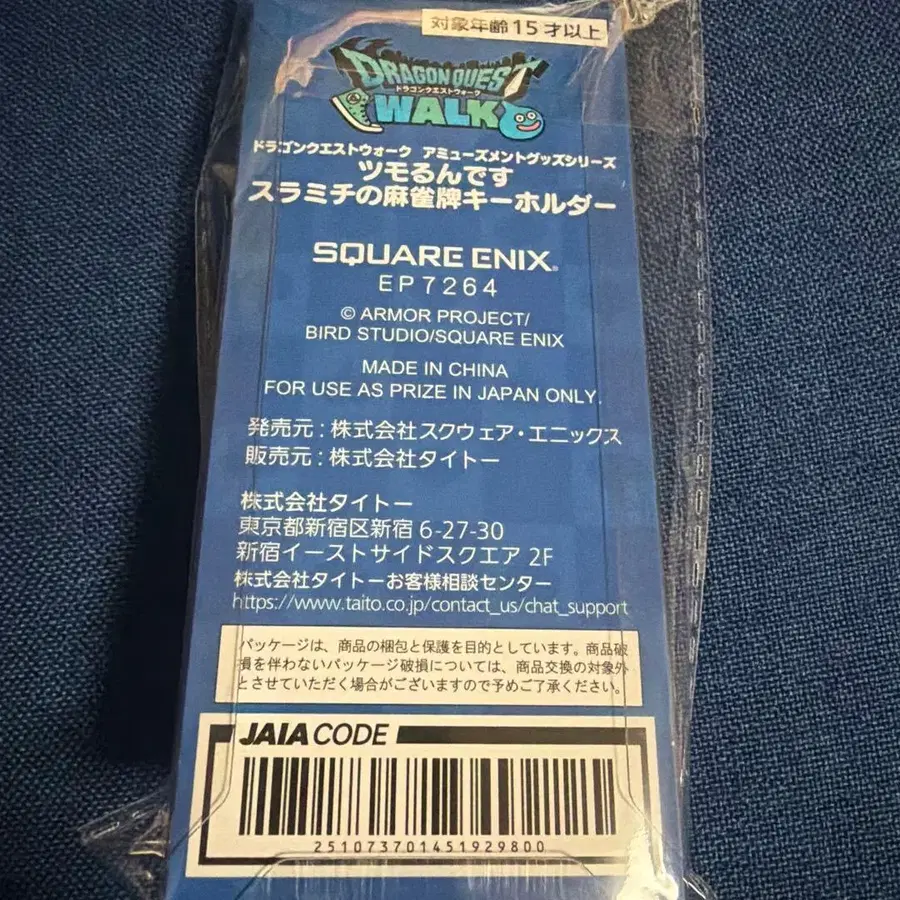 対象年齢15才以上
DRAGON QUEST
ドラゴンクエストウォーク
WALK
ドラゴンクエストウォーク アミューズメントグッズシリーズ
ツモるんです
スラミチの麻雀牌キーホルダー
SQUARE ENIX®
EP7264
© ARMOR PROJECT/
BIRD STUDIO/SQUARE ENIX
MADE IN CHINA
FOR USE AS PRIZE IN JAPAN ONLY.
発売元：株式会社スクウェア・エニックス
販売元：株式会社タイトー
株式会社タイトー
東京都新宿区新宿 6-27-30
新宿イーストサイドスクエア 2F
株式会社タイトーお客様相談センター
https://www.taito.co.jp/contact_us/chat_support
パッケージは、商品の梱包と保護を目的としています。商品破
損を伴わないパッケージ破損については、商品交換の対象外
とさせていただく場合がございますので予めご了承ください。
JAIA CODE
251073701451929800